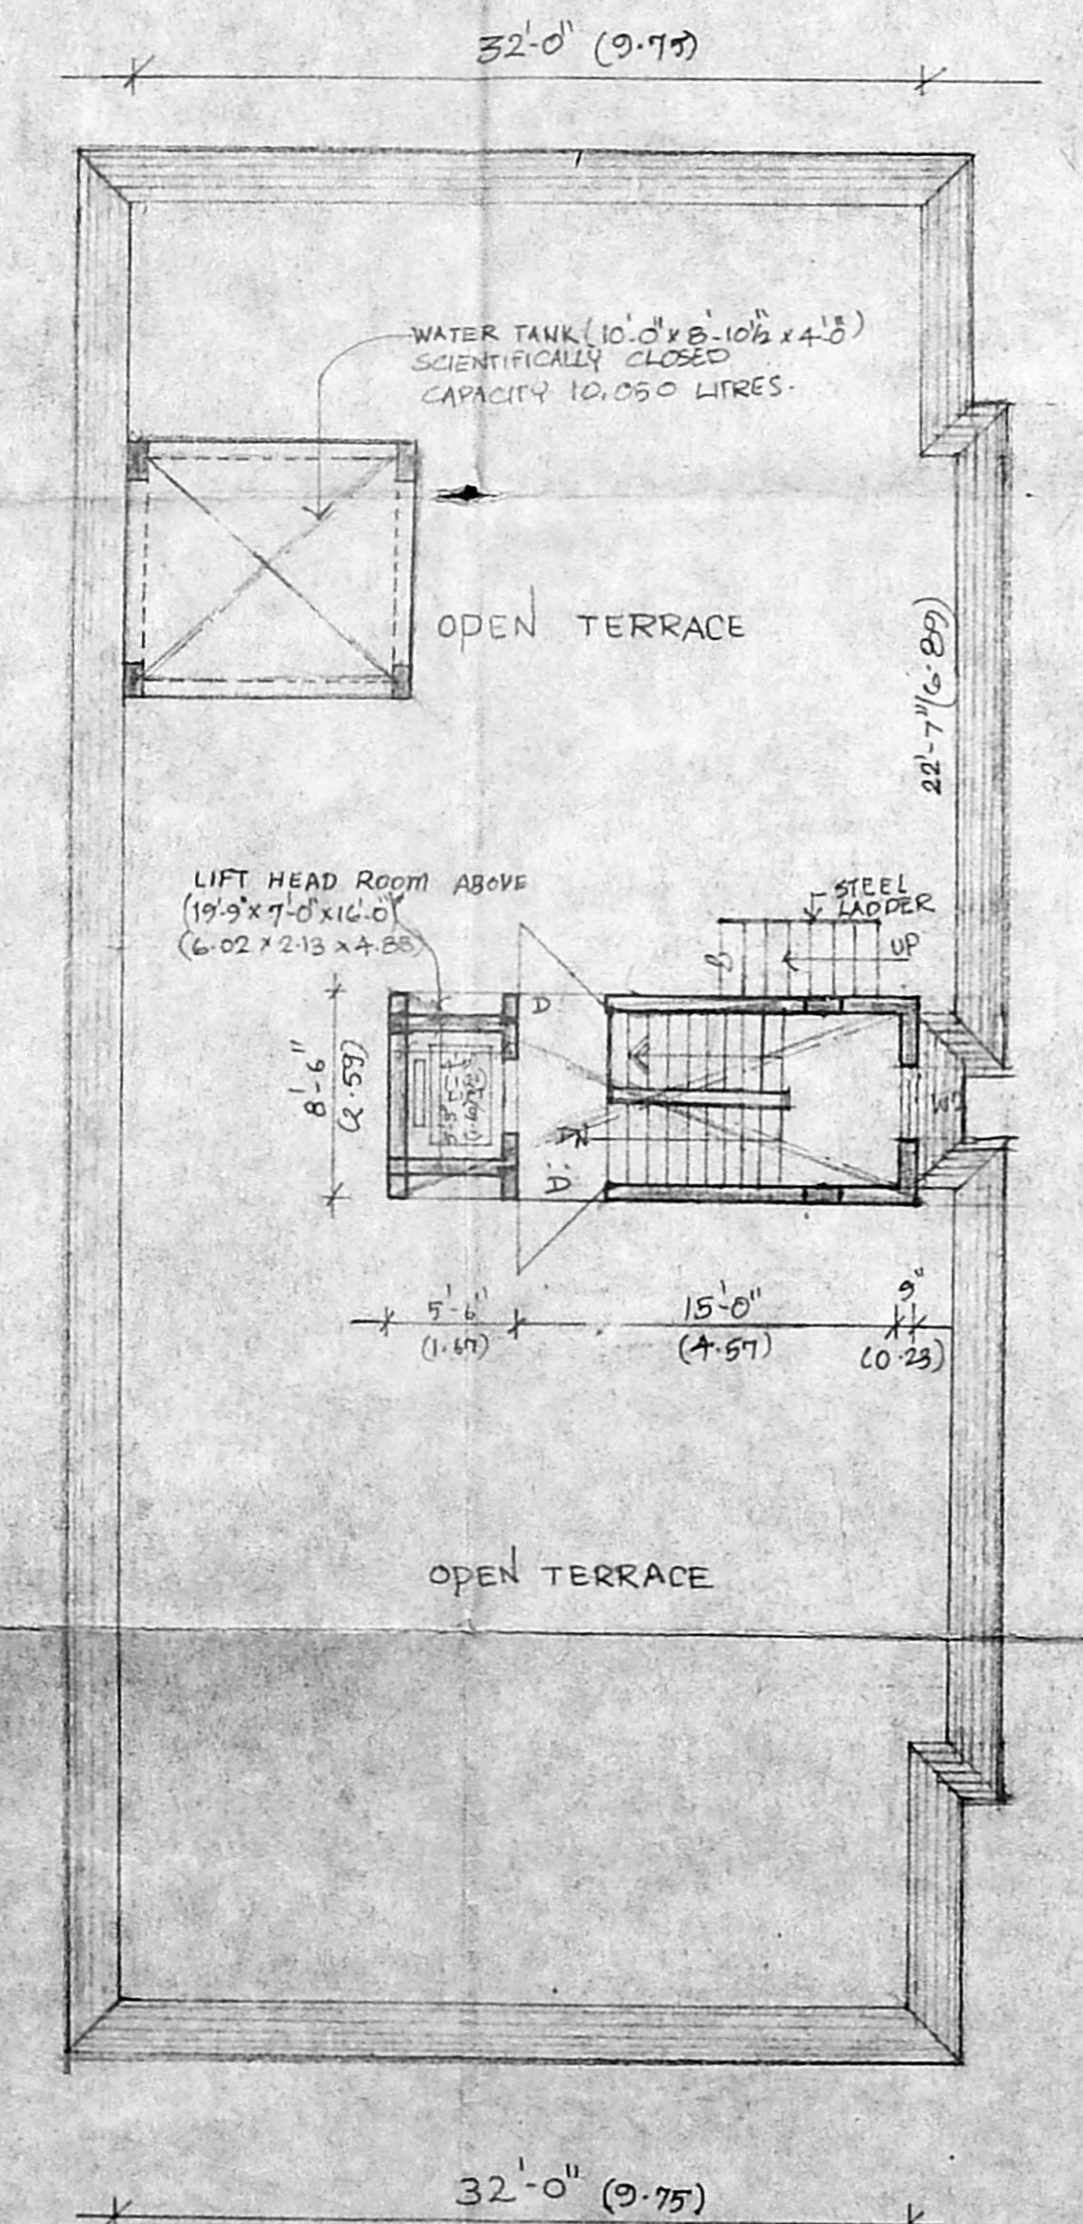 32'-0" (9.75)
WATER TANK (10'-0" x 8'-10½" x 4'-0")
SCIENTIFICALLY CLOSED
CAPACITY 10,050 LITRES.
OPEN TERRACE
22'-7" (6.89)
LIFT HEAD ROOM ABOVE
(19'-9" x 7'-0" x 16'-0")
(6.02 x 2.13 x 4.88)
STEEL
LADDER
UP
D
8'-6"
(2.59)
DN
D
5'-6"
(1.67)
15'-0"
(4.57)
9"
(0.23)
OPEN TERRACE
32'-0" (9.75)